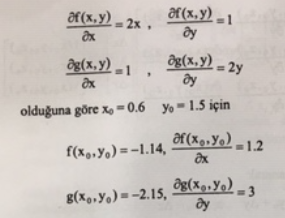 ∂f(x,y)/∂x = 2x , ∂f(x,y)/∂y = 1
∂g(x,y)/∂x = 1 , ∂g(x,y)/∂y = 2y
olduğuna göre x₀ = 0.6 y₀ = 1.5 için
f(x₀,y₀) = −1.14, ∂f(x₀,y₀)/∂x = 1.2
g(x₀,y₀) = −2.15, ∂g(x₀,y₀)/∂y = 3